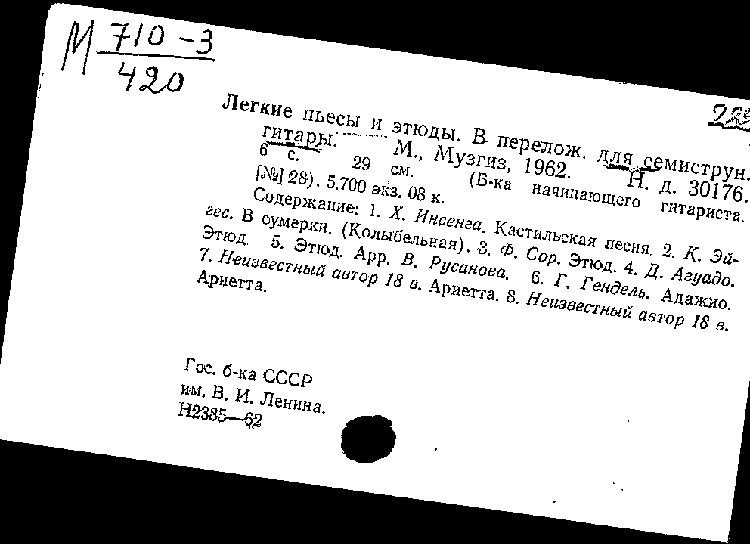 М 710-3
420
Легкие пьесы и этюды. В перелож. для семиструн.
гитары. М., Музгиз, 1962. Н. д. 30176.
6 с. 29 см. (Б-ка начинающего гитариста.
[№] 28). 5.700 экз. 08 к.
Содержание: 1. Х. Инсенга. Кастильская песня. 2. К. Эй-
гес. В сумерки. (Колыбельная). 3. Ф. Сор. Этюд. 4. Д. Агуадо.
Этюд. 5. Этюд. Арр. В. Русанова. 6. Г. Гендель. Адажио.
7. Неизвестный автор 18 в. Ариетта. 8. Неизвестный автор 18 в.
Ариетта.
Гос. б-ка СССР
им. В. И. Ленина.
Н2385—62